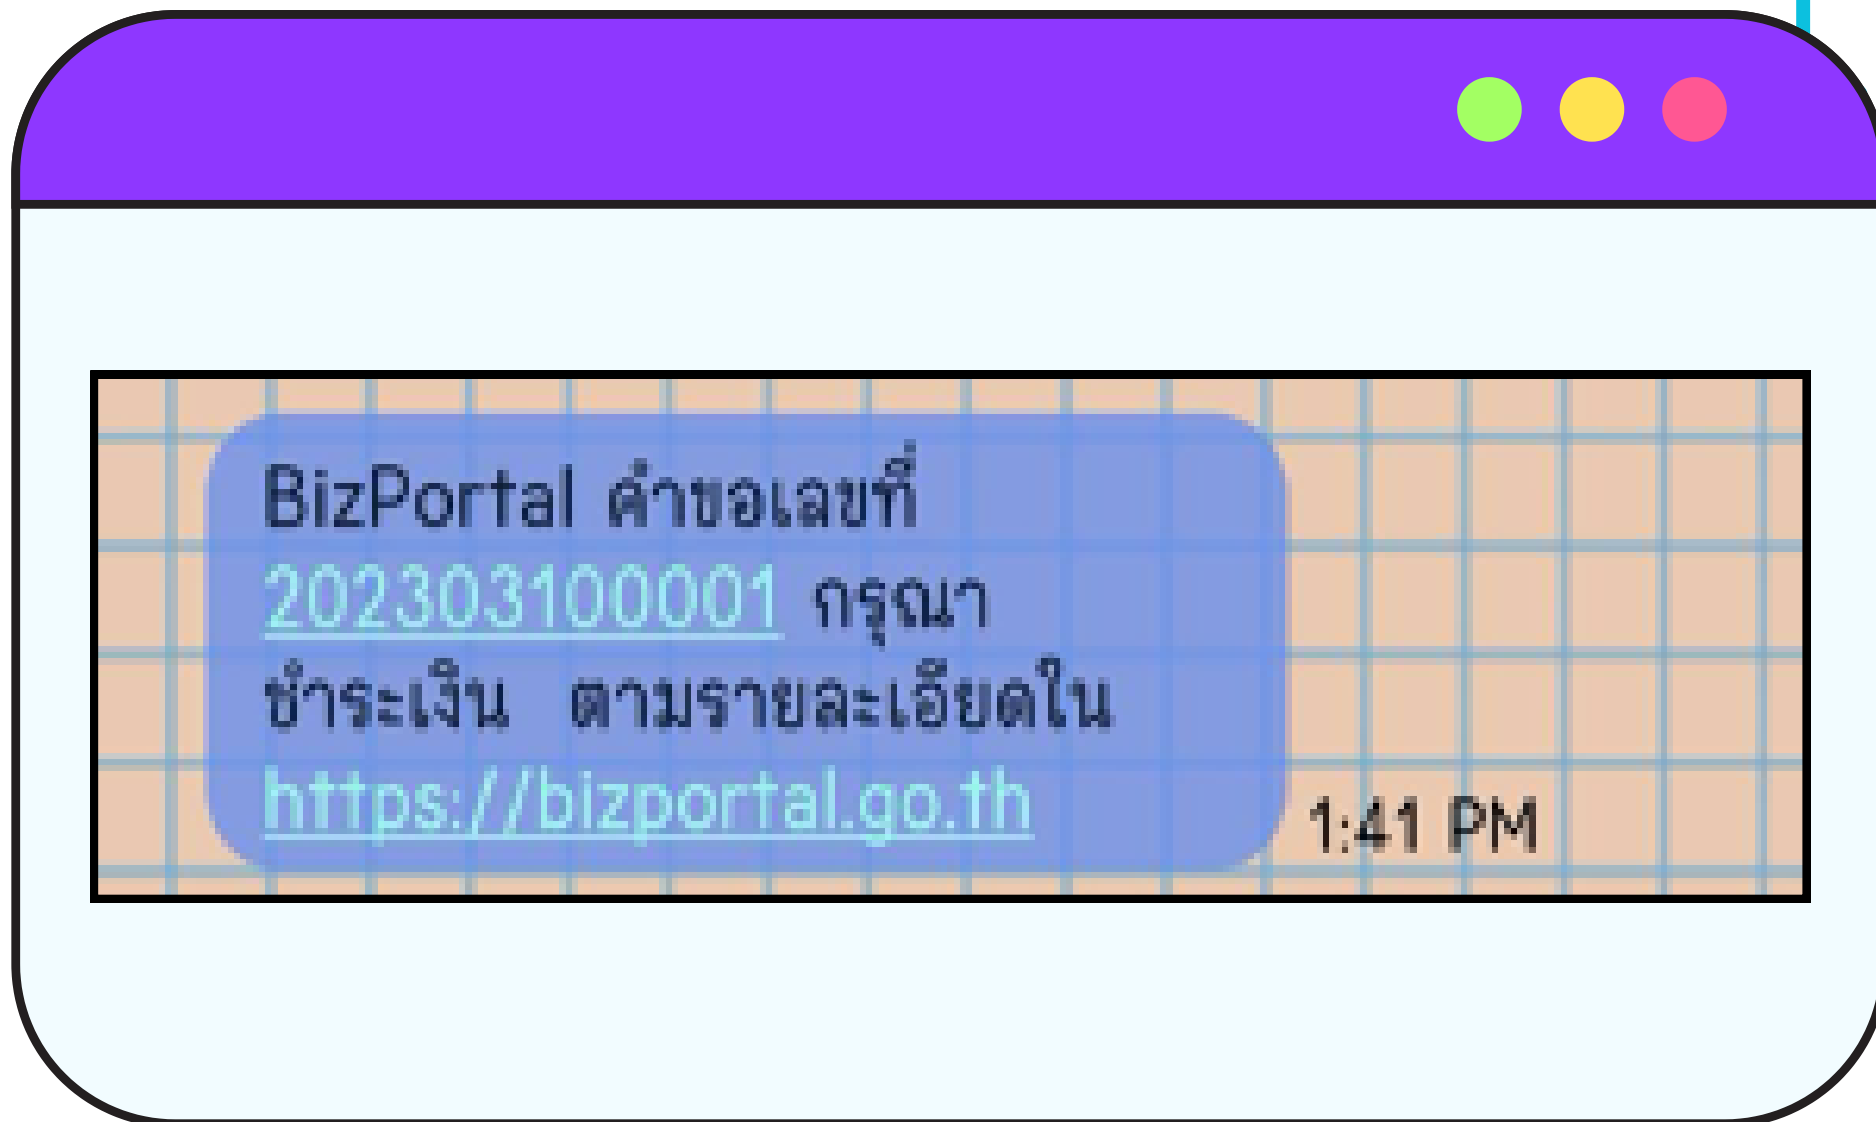 BizPortal คำขอเลขที่
202303100001 กรุณา
ชำระเงิน ตามรายละเอียดใน
https://bizportal.go.th
1:41 PM